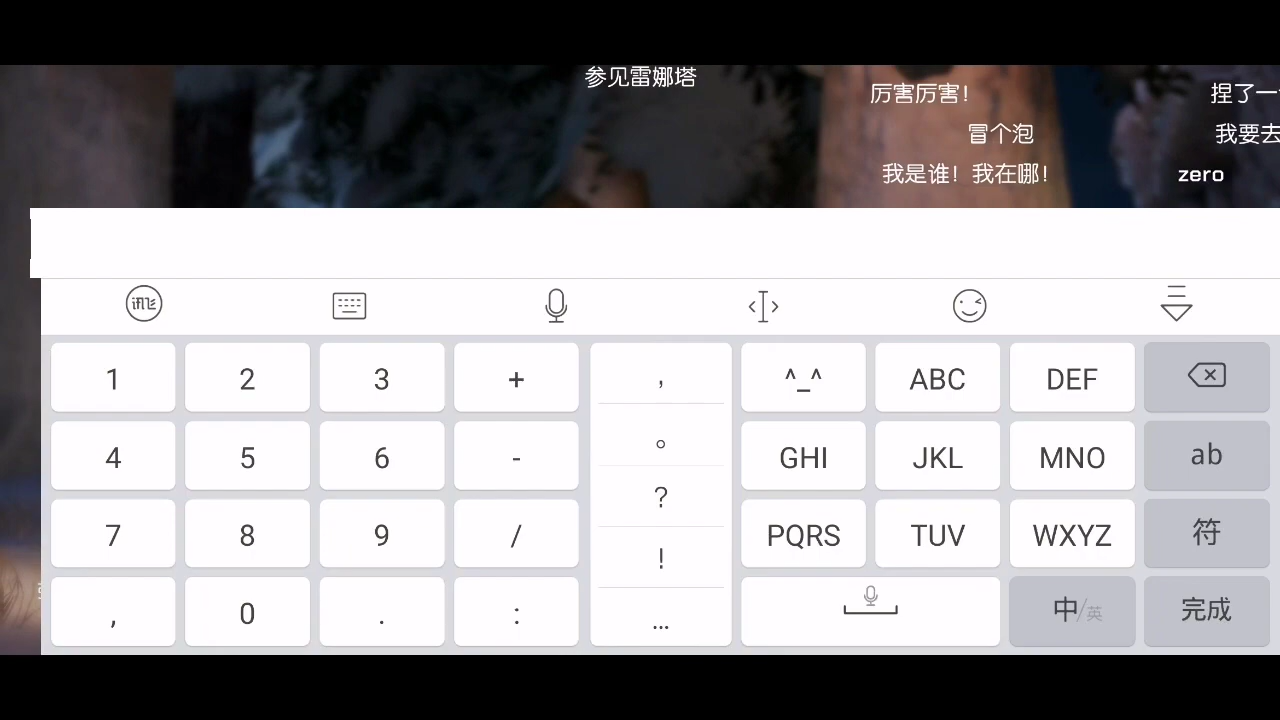 参见雷娜塔
厉害厉害！
捏了一
冒个泡
我要去
我是谁！我在哪！
zero
讯飞
1 2 3 + ， ^_^ ABC DEF
4 5 6 - 。 GHI JKL MNO ab
7 8 9 / ？ PQRS TUV WXYZ 符
, 0 . : ！ 中/英 完成
…